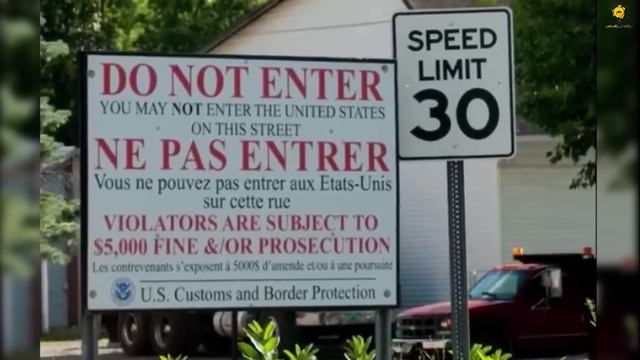 DO NOT ENTER
YOU MAY NOT ENTER THE UNITED STATES
ON THIS STREET
NE PAS ENTRER
Vous ne pouvez pas entrer aux Etats-Unis
sur cette rue
VIOLATORS ARE SUBJECT TO
$5,000 FINE &/OR PROSECUTION
Les contrevenants s'exposent à 5000$ d'amende et/ou à une poursuite
U.S. Customs and Border Protection
SPEED
LIMIT
30